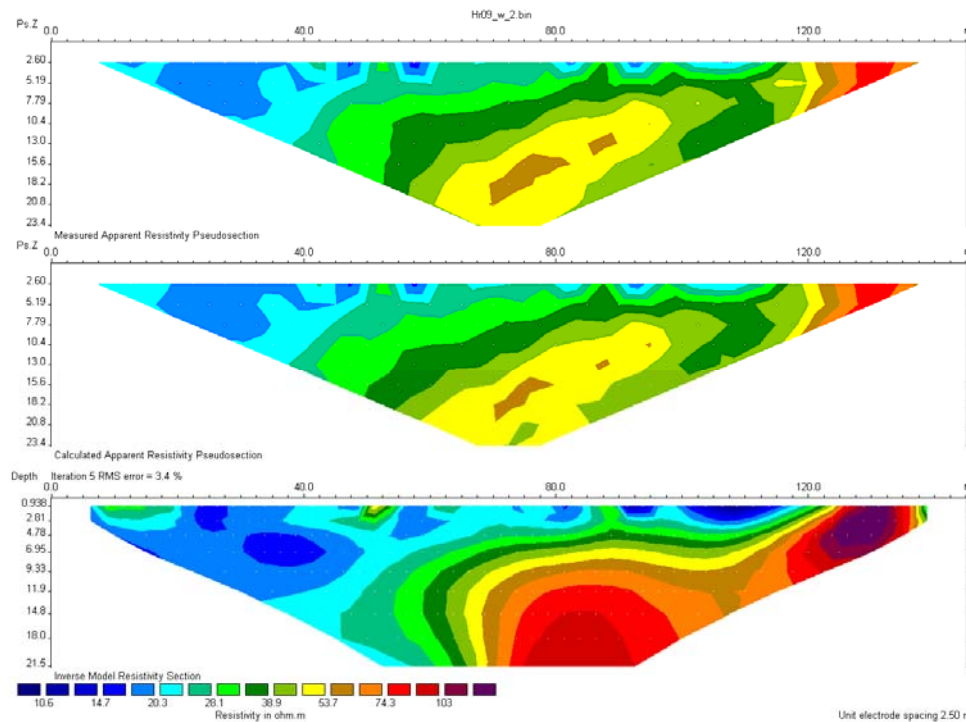 Hr09_w_2.bin
Ps.Z 0.0 40.0 80.0 120.0
2.60
5.19
7.79
10.4
13.0
15.6
18.2
20.8
23.4
Measured Apparent Resistivity Pseudosection
Ps.Z 0.0 40.0 80.0 120.0
2.60
5.19
7.79
10.4
13.0
15.6
18.2
20.8
23.4
Calculated Apparent Resistivity Pseudosection
Depth Iteration 5 RMS error = 3.4 %
0.0 40.0 80.0 120.0
0.938
2.81
4.78
6.95
9.33
11.9
14.8
18.0
21.5
Inverse Model Resistivity Section
10.6 14.7 20.3 28.1 38.9 53.7 74.3 103
Resistivity in ohm.m
Unit electrode spacing 2.50